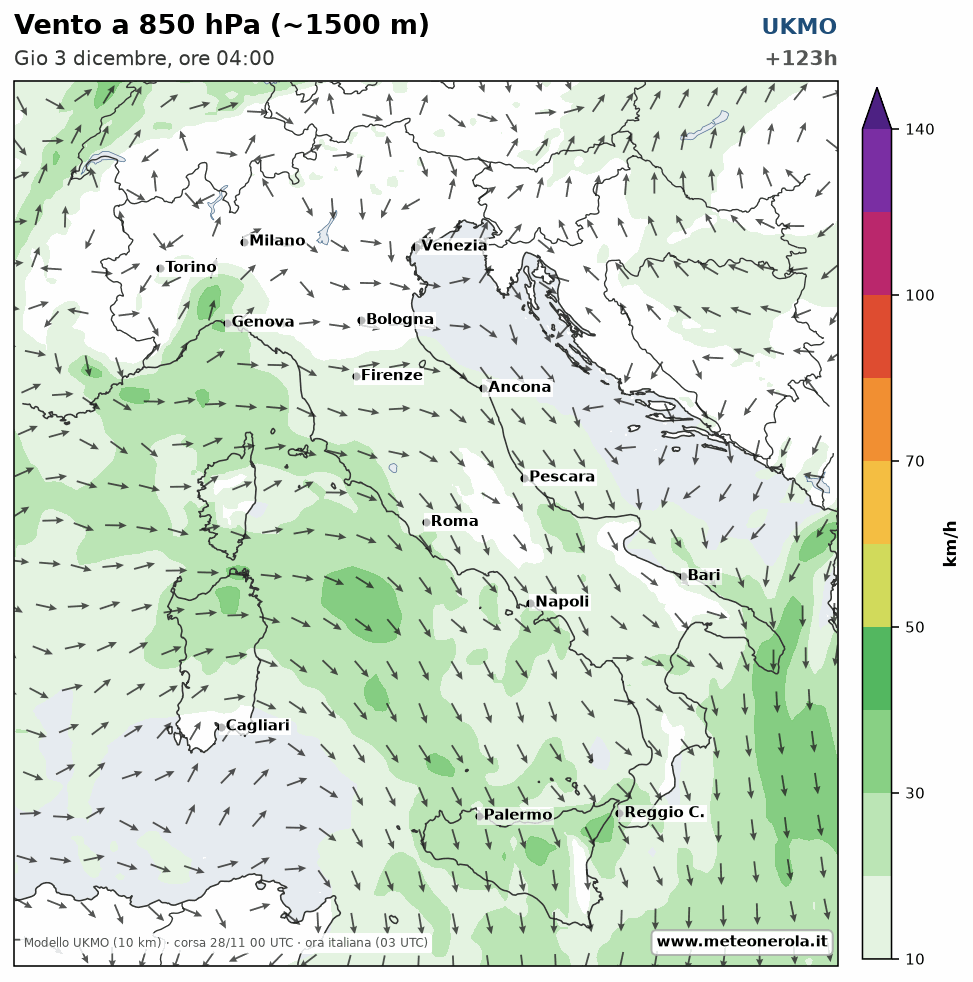 Vento a 850 hPa (~1500 m)
UKMO
Gio 3 dicembre, ore 04:00
+123h
140
Milano
Venezia
Torino
100
Genova
Bologna
Firenze
Ancona
70
Pescara
Roma
km/h
Bari
Napoli
50
Cagliari
30
Palermo
Reggio C.
Modello UKMO (10 km) · corsa 28/11 00 UTC · ora italiana (03 UTC)
www.meteonerola.it
10